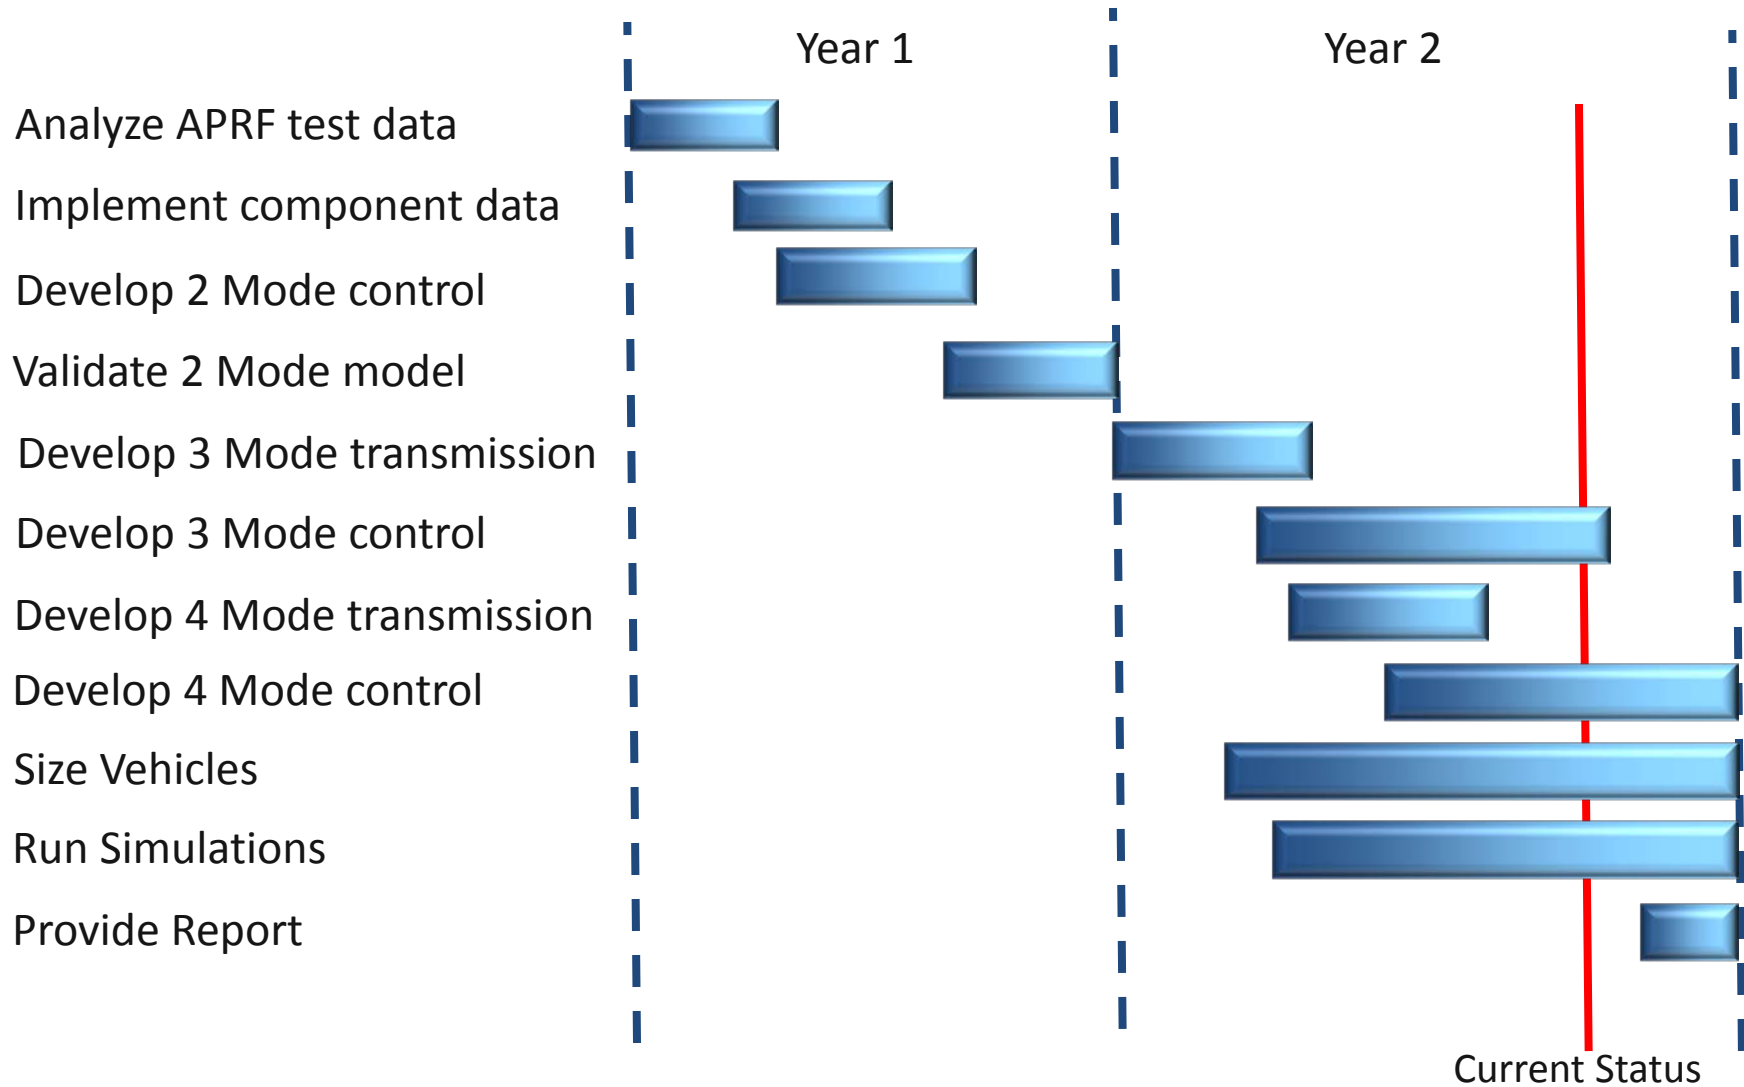 Year 1
Year 2
Analyze APRF test data
Implement component data
Develop 2 Mode control
Validate 2 Mode model
Develop 3 Mode transmission
Develop 3 Mode control
Develop 4 Mode transmission
Develop 4 Mode control
Size Vehicles
Run Simulations
Provide Report
Current Status